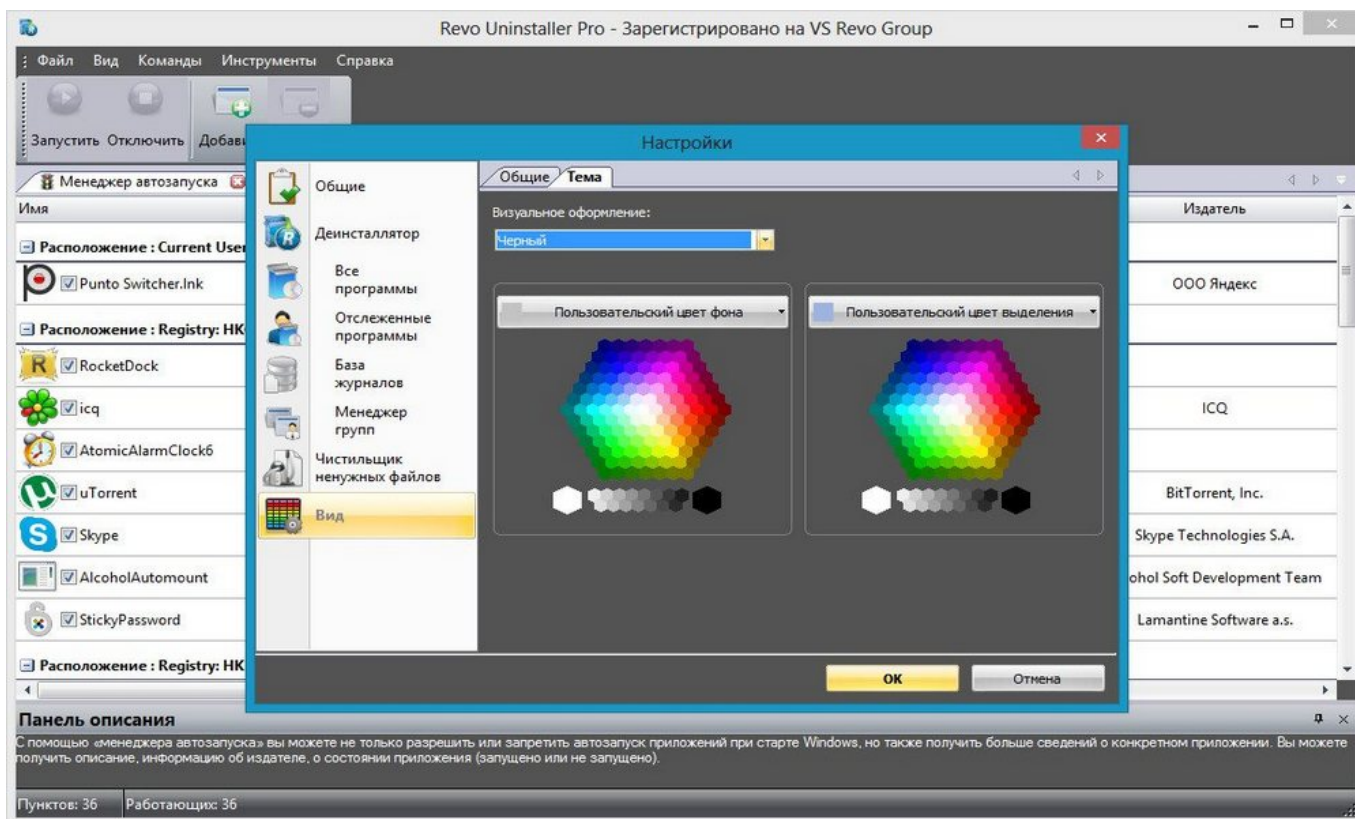 Revo Uninstaller Pro - Зарегистрировано на VS Revo Group
Файл Вид Команды Инструменты Справка
Запустить Отключить Добави
Менеджер автозапуска
Имя
Издатель
Расположение : Current User
Punto Switcher.lnk
ООО Яндекс
Расположение : Registry: HK
RocketDock
icq
ICQ
AtomicAlarmClock6
uTorrent
BitTorrent, Inc.
Skype
Skype Technologies S.A.
AlcoholAutomount
ohol Soft Development Team
StickyPassword
Lamantine Software a.s.
Расположение : Registry: HK
Настройки
Общие
Деинсталлятор
Все
программы
Отслеженные
программы
База
журналов
Менеджер
групп
Чистильщик
ненужных файлов
Вид
Общие Тема
Визуальное оформление:
Черный
Пользовательский цвет фона
Пользовательский цвет выделения
OK
Отмена
Панель описания
С помощью «менеджера автозапуска» вы можете не только разрешить или запретить автозапуск приложений при старте Windows, но также получить больше сведений о конкретном приложении. Вы можете
получить описание, информацию об издателе, о состоянии приложения (запущено или не запущено).
Пунктов: 36 Работающих: 36